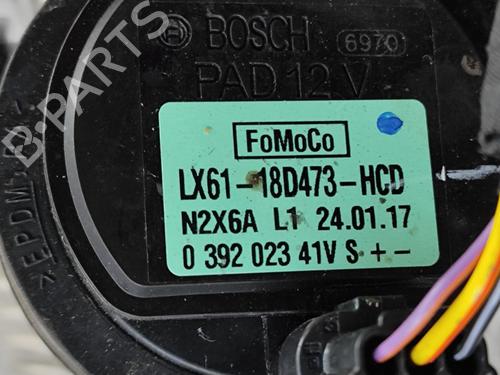 BOSCH 6970
PAD 12 V
FoMoCo
LX61-18D473-HCD
N2X6A L1 24.01.17
0 392 023 41V S + -
B-PARTS